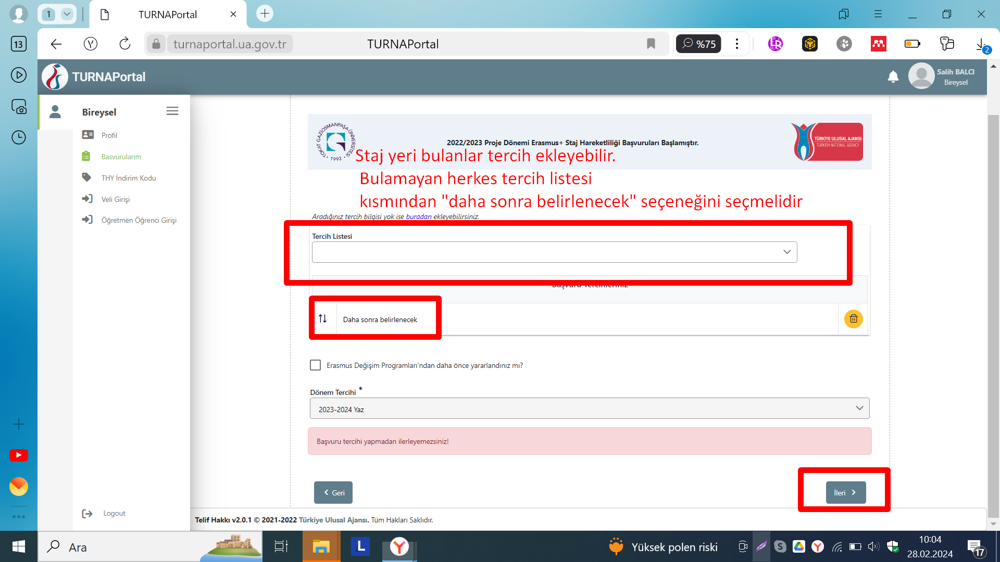 1
TURNAPortal
13
turnaportal.ua.gov.tr
TURNAPortal
%75
2
TURNAPortal
Salih BALCI
Bireysel
Bireysel
Profil
Basvurularım
THY İndirim Kodu
Veli Girişi
Öğretmen Öğrenci Girişi
Logout
TOKAT GAZİOSMANPAŞA ÜNİVERSİTESİ
1992
2022/2023 Proje Dönemi Erasmus+ Staj Hareketliliği Başvuruları Başlamıştır.
TÜRKİYE ULUSAL AJANSI
TURKISH NATIONAL AGENCY
Staj yeri bulanlar tercih ekleyebilir.
Bulamayan herkes tercih listesi
kısmından "daha sonra belirlenecek" seçeneğini seçmelidir
Aradığınız tercih bilgisi yok ise buradan ekleyebilirsiniz.
Tercih Listesi
Başvuru Tercihleriniz
Daha sonra belirlenecek
Erasmus Değişim Programları'ndan daha önce yararlandınız mı?
Dönem Tercihi *
2023-2024 Yaz
Başvuru tercihi yapmadan ilerleyemezsiniz!
Geri
İleri
Telif Hakkı v2.0.1 © 2021-2022 Türkiye Ulusal Ajansı. Tüm Hakları Saklıdır.
Ara
L
Yüksek polen riski
10:04
28.02.2024
17